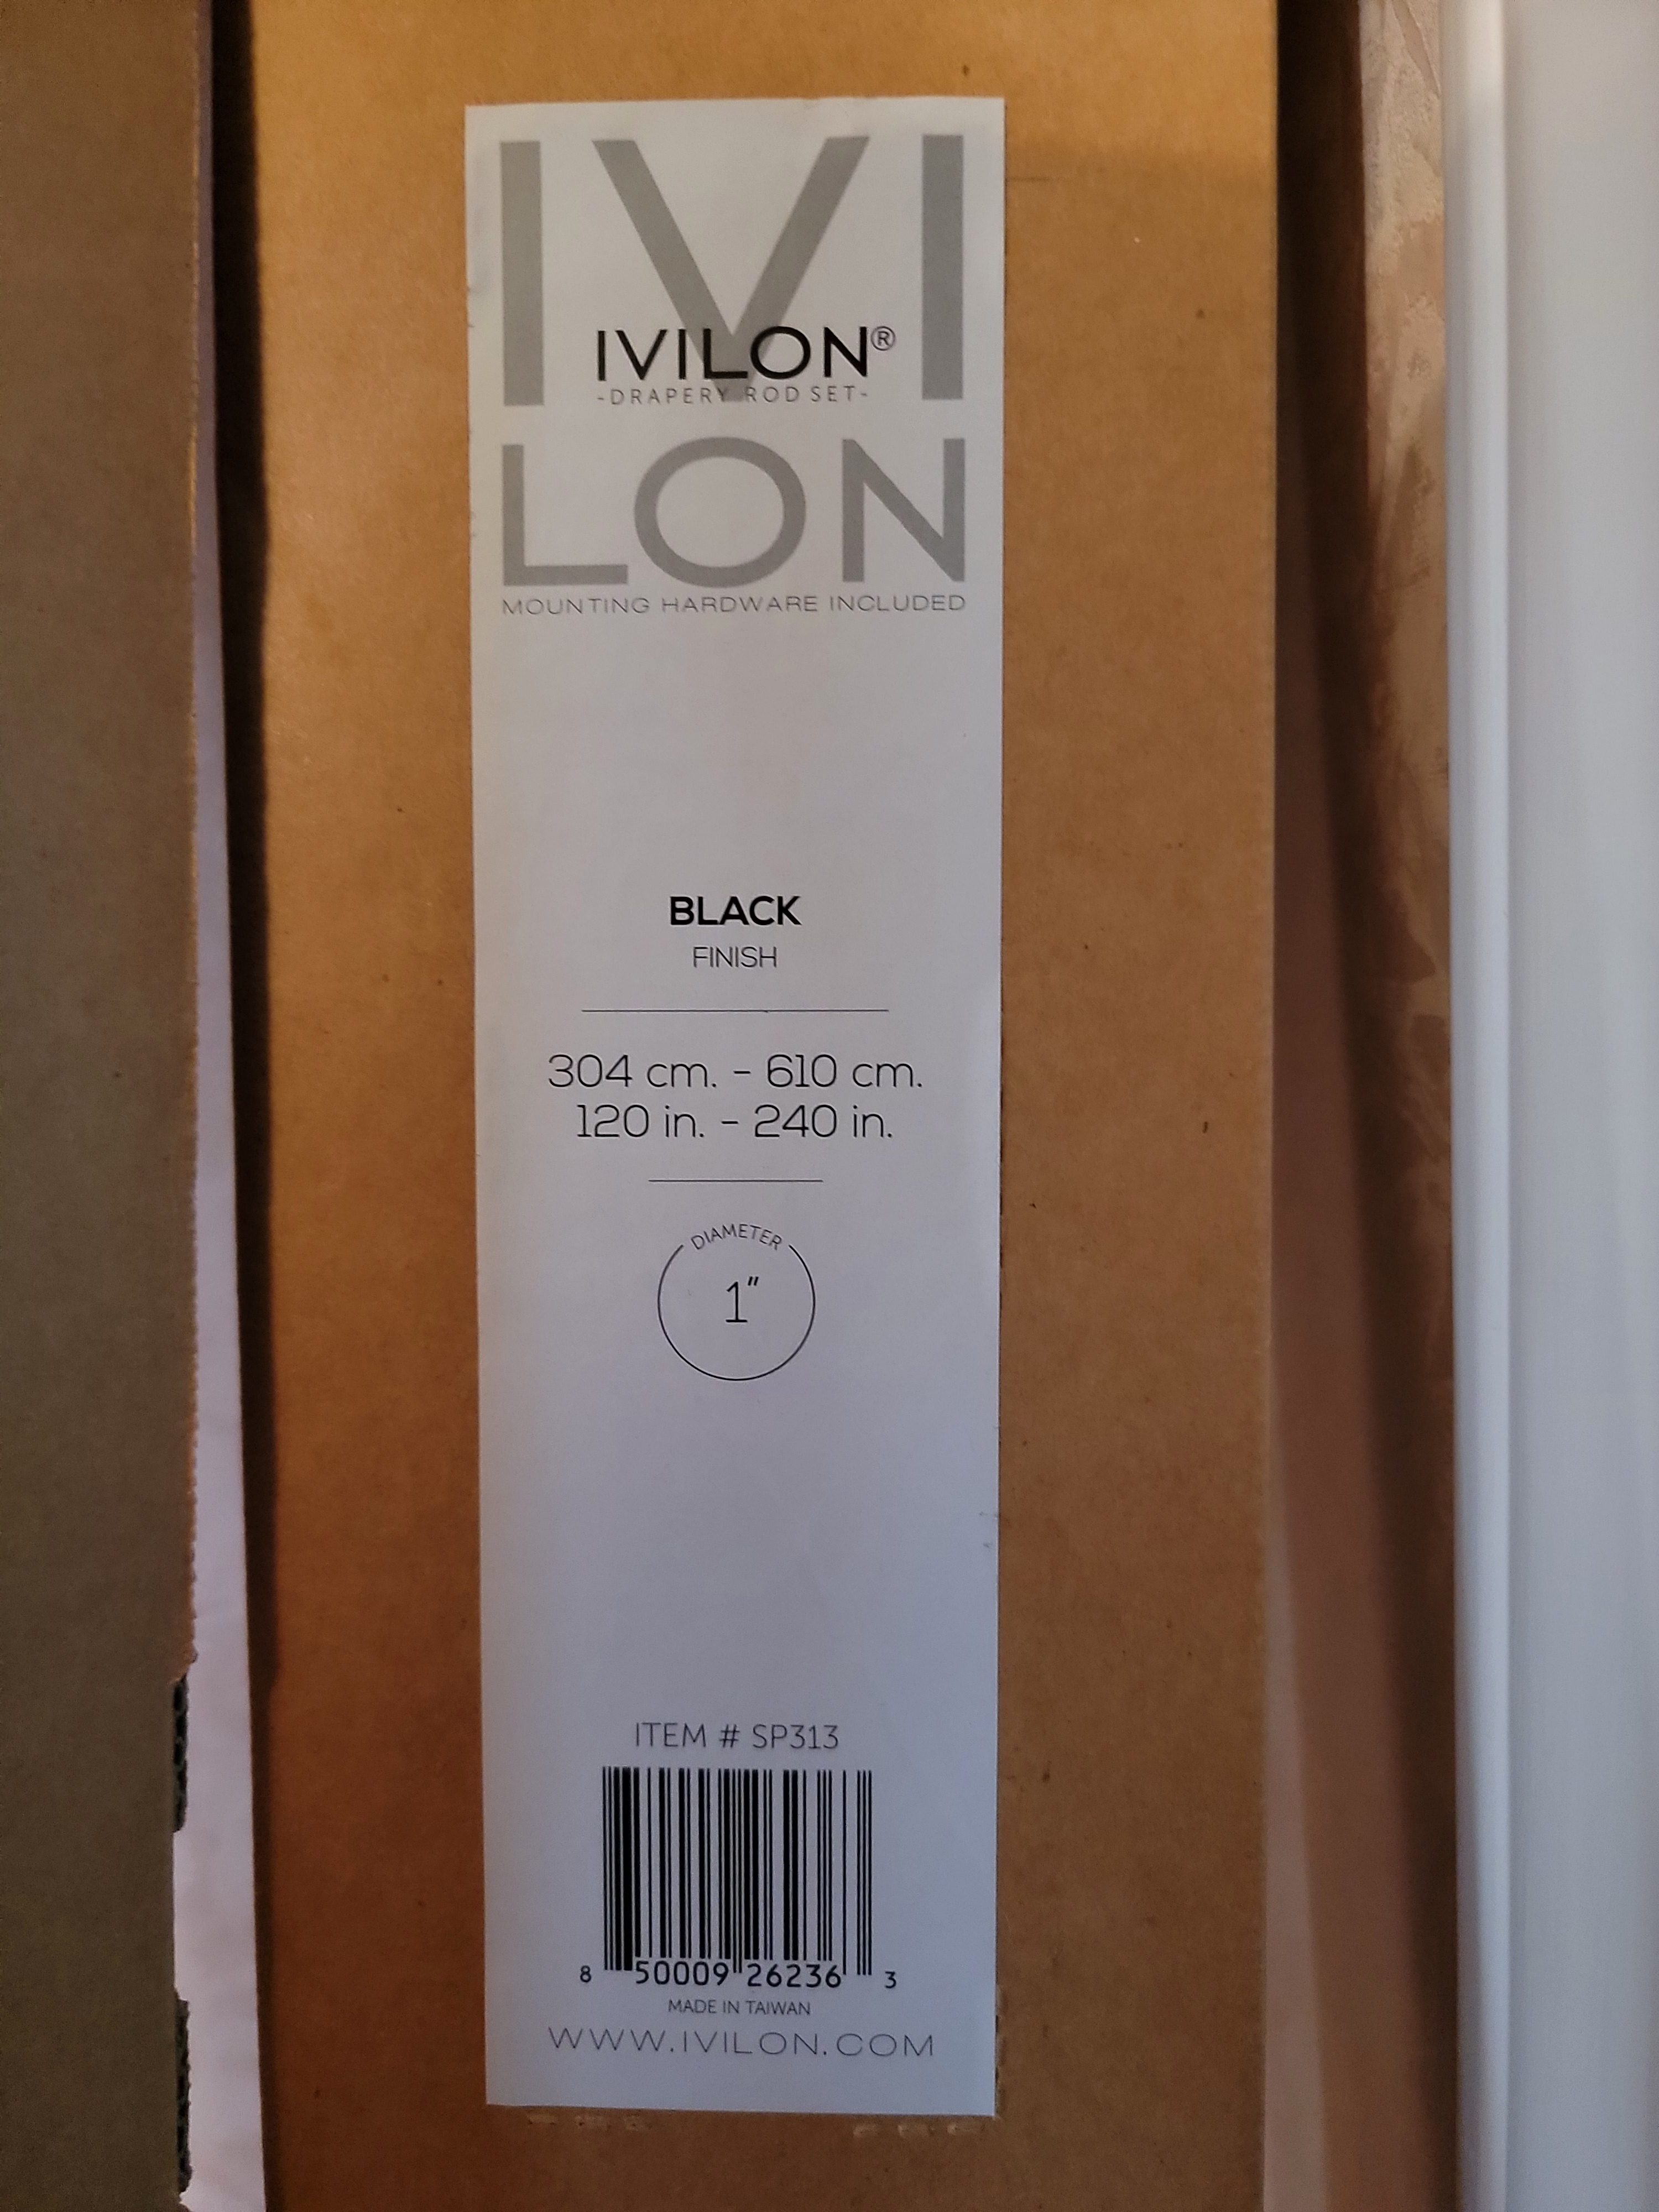 IVI
IVILON®
-DRAPERY ROD SET-
LON
MOUNTING HARDWARE INCLUDED
BLACK
FINISH
304 cm. - 610 cm.
120 in. - 240 in.
DIAMETER
1"
ITEM # SP313
8 50009 26236 3
MADE IN TAIWAN
WWW.IVILON.COM